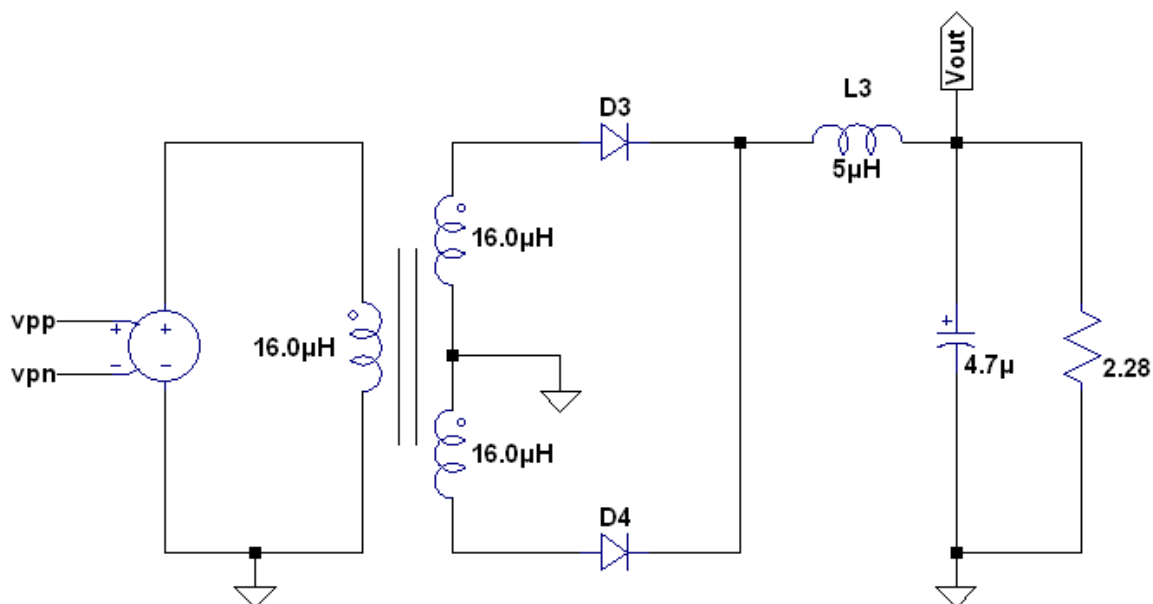 Vout
L3
5µH
D3
16.0µH
vpp
+
+
vpn
−
−
16.0µH
16.0µH
D4
+
4.7µ
2.28